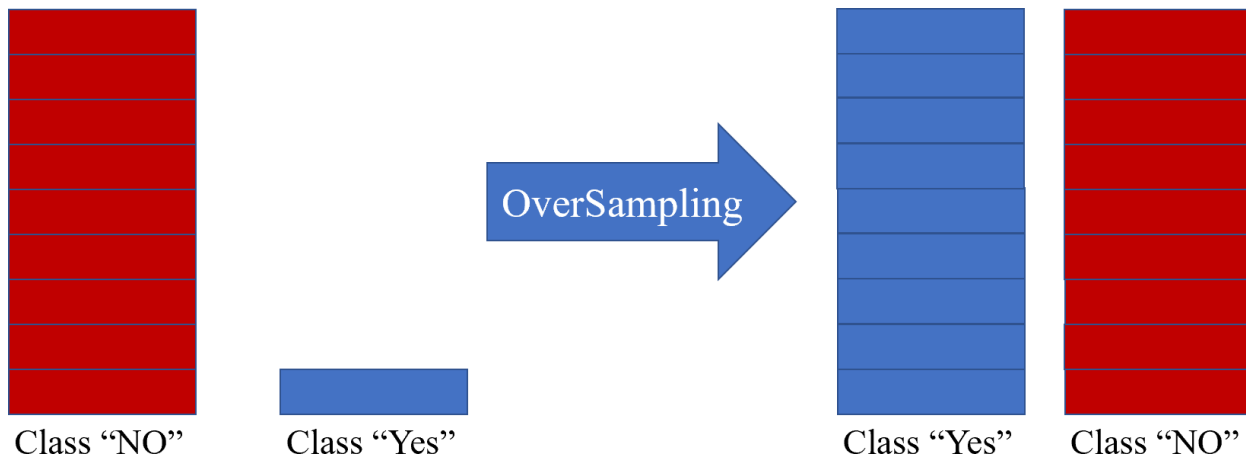 OverSampling
Class “NO”
Class “Yes”
Class “Yes”
Class “NO”